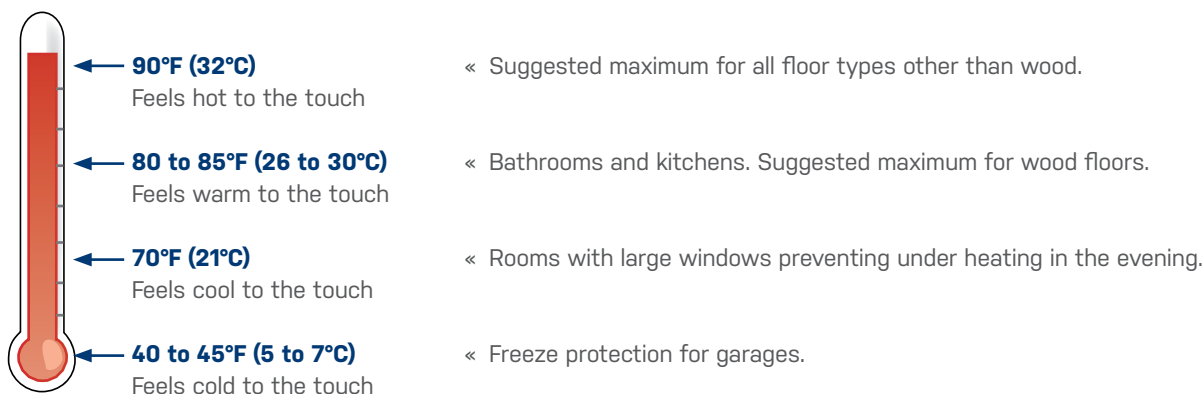 90°F (32°C) « Suggested maximum for all floor types other than wood.
Feels hot to the touch
80 to 85°F (26 to 30°C) « Bathrooms and kitchens. Suggested maximum for wood floors.
Feels warm to the touch
70°F (21°C) « Rooms with large windows preventing under heating in the evening.
Feels cool to the touch
40 to 45°F (5 to 7°C) « Freeze protection for garages.
Feels cold to the touch